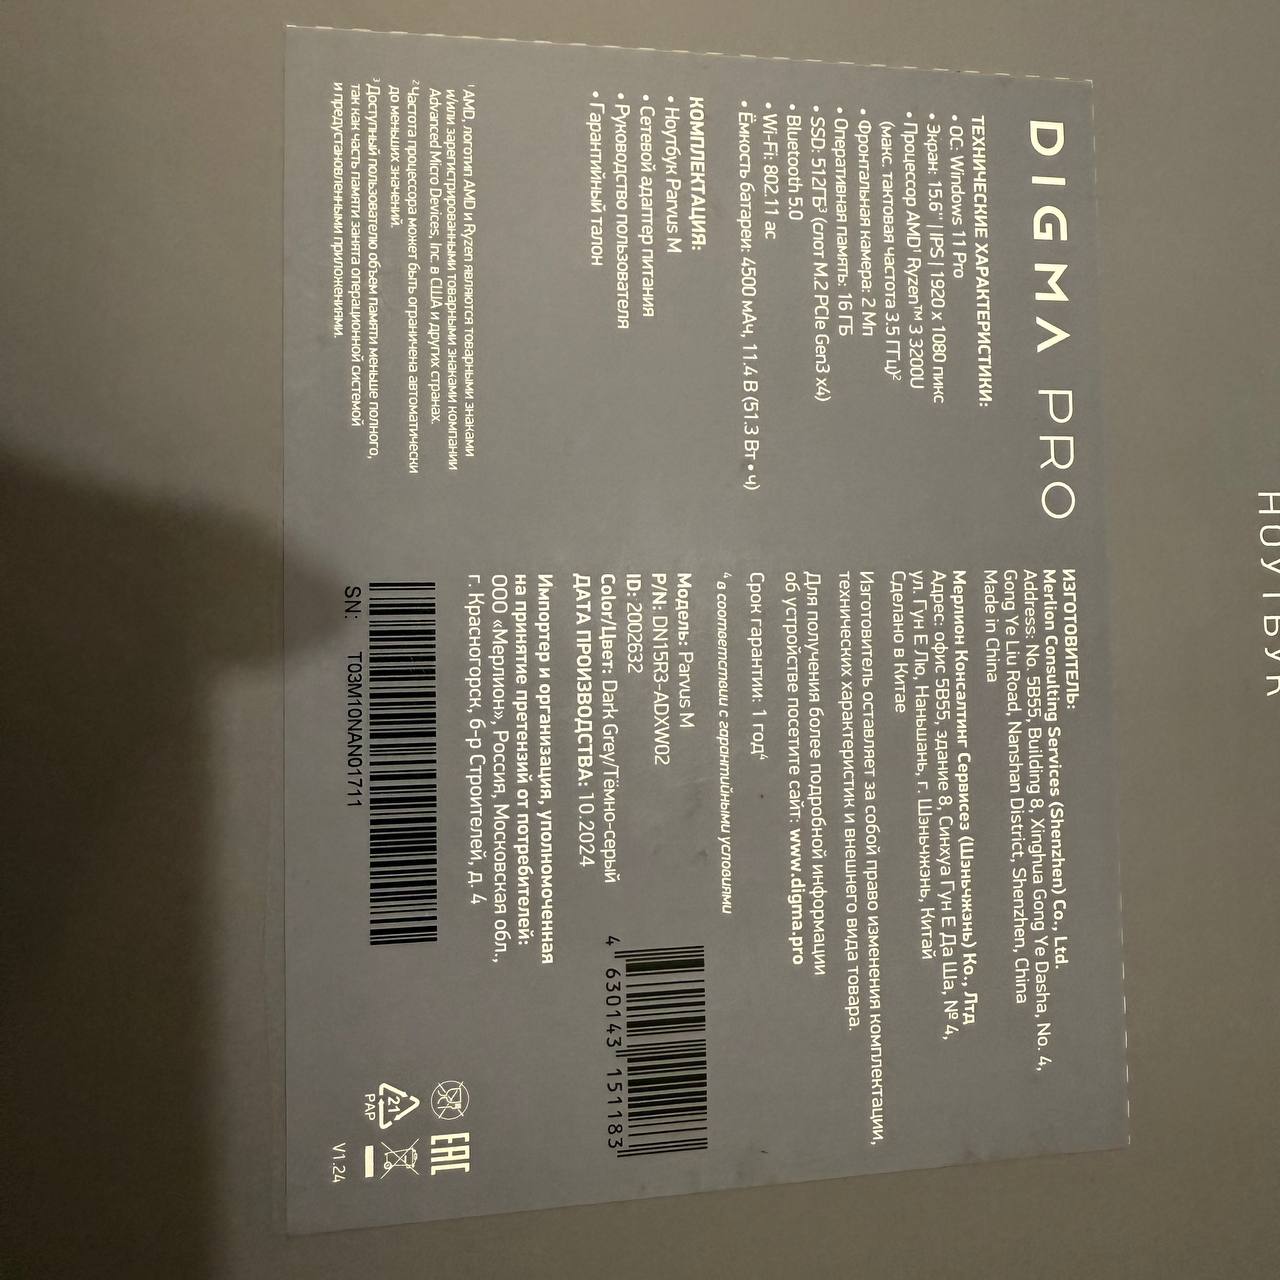 DIGMA PRO
ТЕХНИЧЕСКИЕ ХАРАКТЕРИСТИКИ:
• ОС: Windows 11 Pro
• Экран: 15.6'' | IPS | 1920 x 1080 пикс
• Процессор AMD¹ Ryzen™ 3 3200U
(макс. тактовая частота 3.5 ГГц)²
• Фронтальная камера: 2 Мп
• Оперативная память: 16 ГБ
• SSD: 512ГБ³ (слот M.2 PCIe Gen3 x4)
• Bluetooth 5.0
• Wi-Fi: 802.11 ac
• Ёмкость батареи: 4500 мАч, 11.4 В (51.3 Вт•ч)
КОМПЛЕКТАЦИЯ:
• Ноутбук Parvus M
• Сетевой адаптер питания
• Руководство пользователя
• Гарантийный талон
¹ AMD, логотип AMD и Ryzen являются товарными знаками
и/или зарегистрированными товарными знаками компании
Advanced Micro Devices, Inc. в США и других странах.
² Частота процессора может быть ограничена автоматически
до меньших значений.
³ Доступный пользователю объем памяти меньше полного,
так как часть памяти занята операционной системой
и предустановленными приложениями.
ИЗГОТОВИТЕЛЬ:
Merlion Consulting Services (Shenzhen) Co., Ltd.
Address: No. 5B55, Building 8, Xinghua Gong Ye Dasha, No. 4,
Gong Ye Liu Road, Nanshan District, Shenzhen, China
Made in China
Мерлион Консалтинг Сервисез (Шэньчжэнь) Ко., Лтд
Адрес: офис 5В55, здание 8, Синхуа Гун Е Да Ша, № 4,
ул. Гун Е Лю, Наньшань, г. Шэньчжэнь, Китай
Сделано в Китае
Изготовитель оставляет за собой право изменения комплектации,
технических характеристик и внешнего вида товара.
Для получения более подробной информации
об устройстве посетите сайт: www.digma.pro
Срок гарантии: 1 год⁴
⁴ в соответствии с гарантийными условиями
Модель: Parvus M
P/N: DN15R3-ADXW02
ID: 2002632
Color/Цвет: Dark Grey/Тёмно-серый
ДАТА ПРОИЗВОДСТВА: 10.2024
4 630143 151183
Импортер и организация, уполномоченная
на принятие претензий от потребителей:
ООО «Мерлион», Россия, Московская обл.,
г. Красногорск, б-р Строителей, д. 4
SN: T03M10NAN01711
EAC
21
PAP
V1.24
НОУТБУК